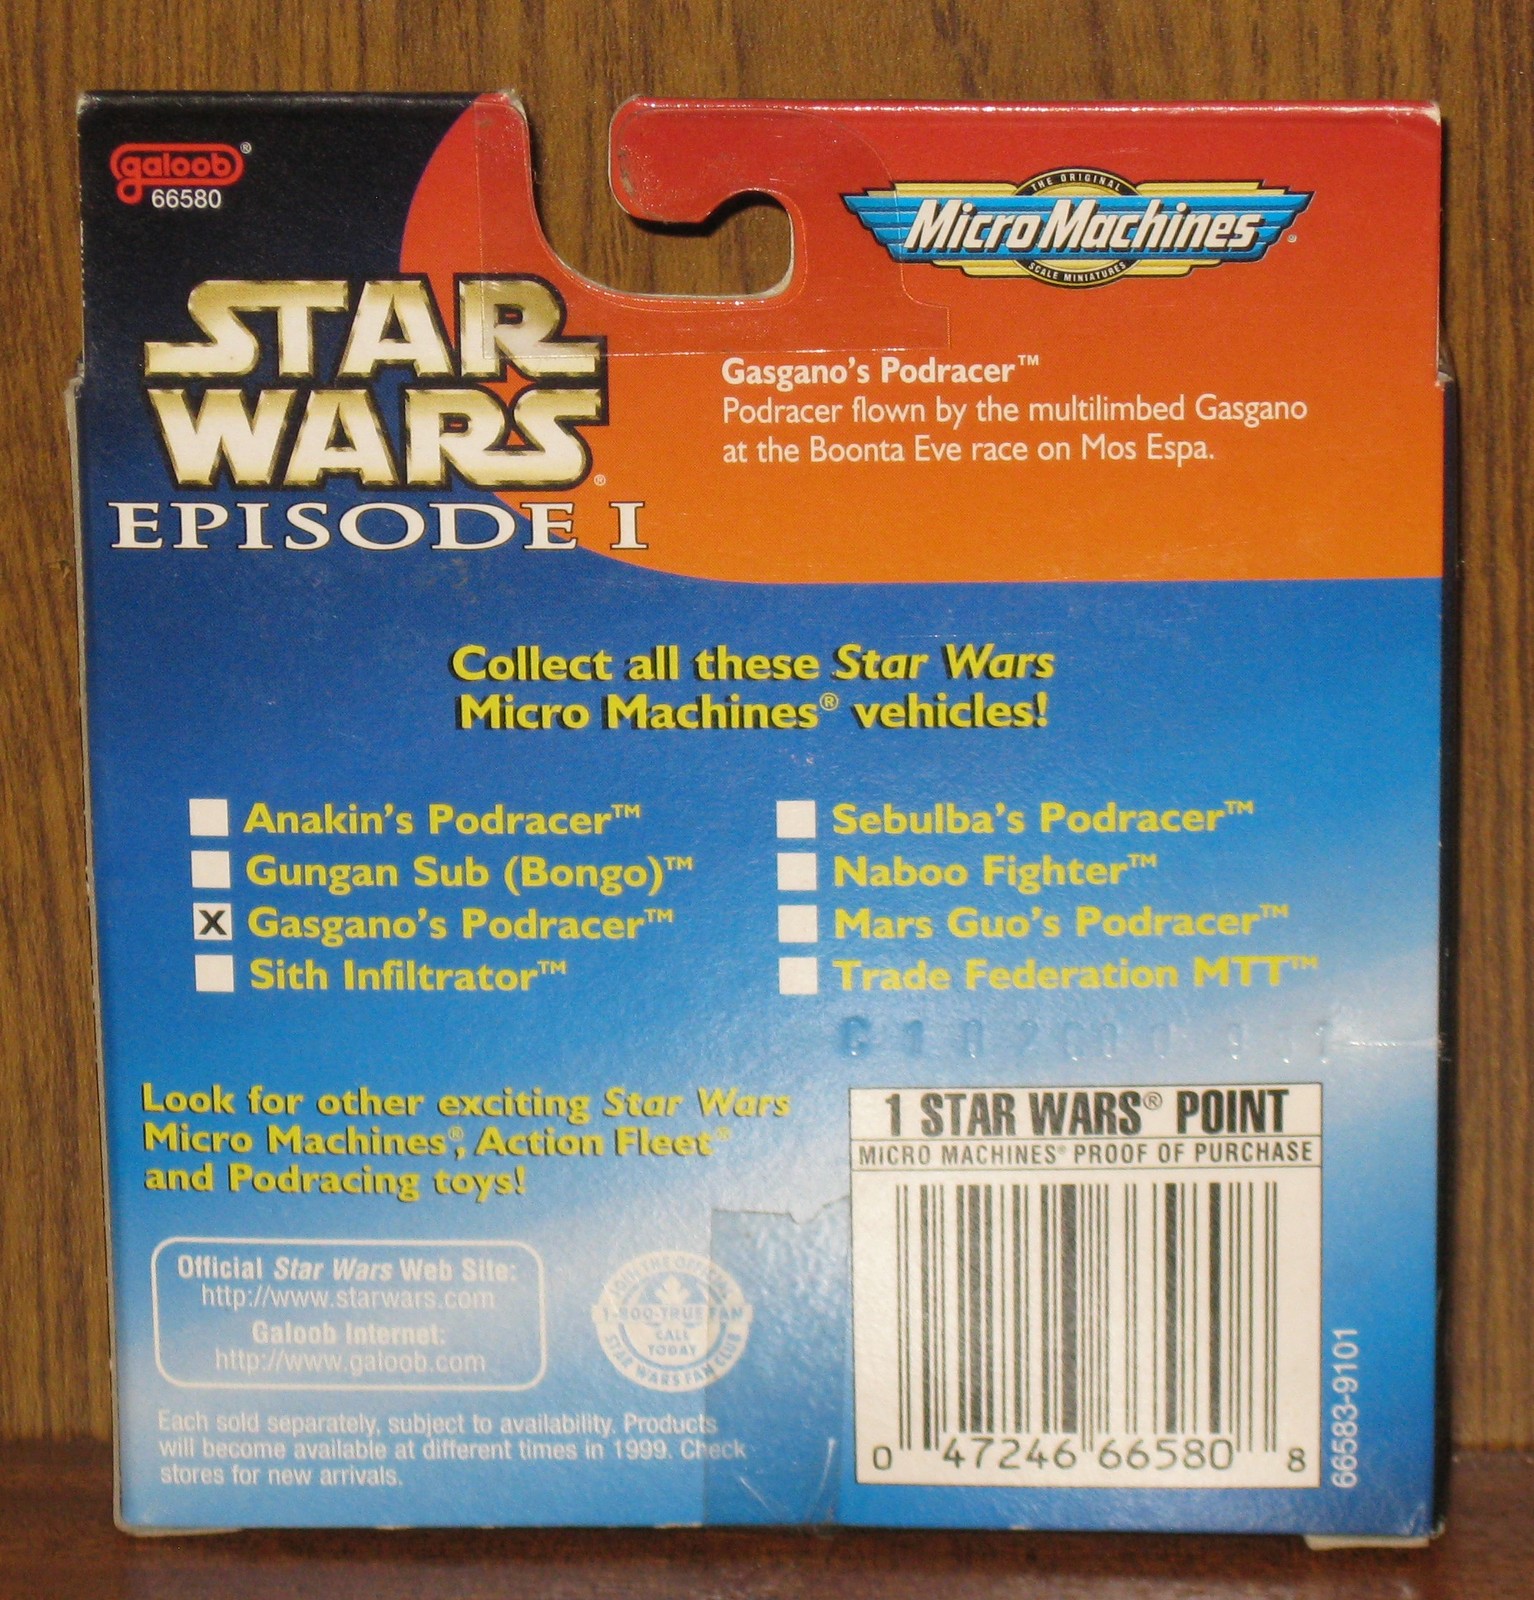 galoob®
66580
THE ORIGINAL
Micro Machines®
SCALE MINIATURES
STAR
WARS®
EPISODE I
Gasgano's Podracer™
Podracer flown by the multilimbed Gasgano
at the Boonta Eve race on Mos Espa.
Collect all these Star Wars
Micro Machines® vehicles!
Anakin's Podracer™
Gungan Sub (Bongo)™
X Gasgano's Podracer™
Sith Infiltrator™
Sebulba's Podracer™
Naboo Fighter™
Mars Guo's Podracer™
Trade Federation MTT™
Look for other exciting Star Wars
Micro Machines®, Action Fleet®
and Podracing toys!
Official Star Wars Web Site:
http://www.starwars.com
Galoob Internet:
http://www.galoob.com
JOIN THE OFFICIAL
1-800-TRUE FAN
CALL
TODAY
STAR WARS FAN CLUB
Each sold separately, subject to availability. Products
will become available at different times in 1999. Check
stores for new arrivals.
1 STAR WARS® POINT
MICRO MACHINES® PROOF OF PURCHASE
0 47246 66580 8
66583-9101